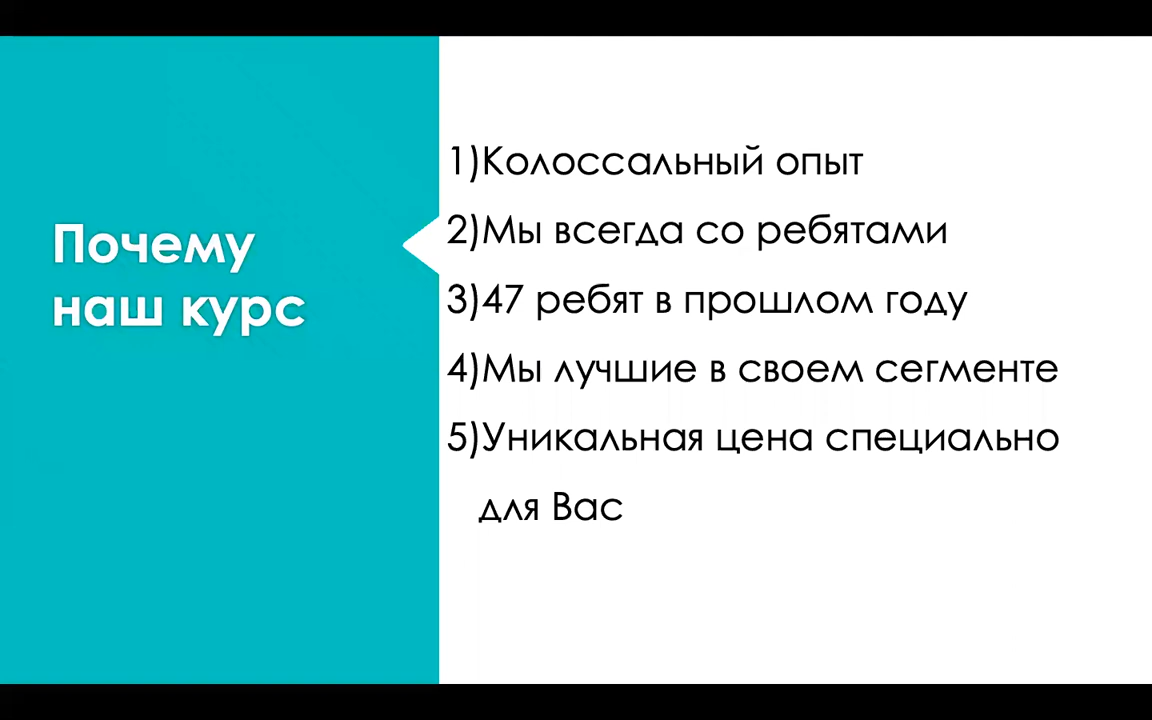 Почему
наш курс
1)Колоссальный опыт
2)Мы всегда со ребятами
3)47 ребят в прошлом году
4)Мы лучшие в своем сегменте
5)Уникальная цена специально
для Вас